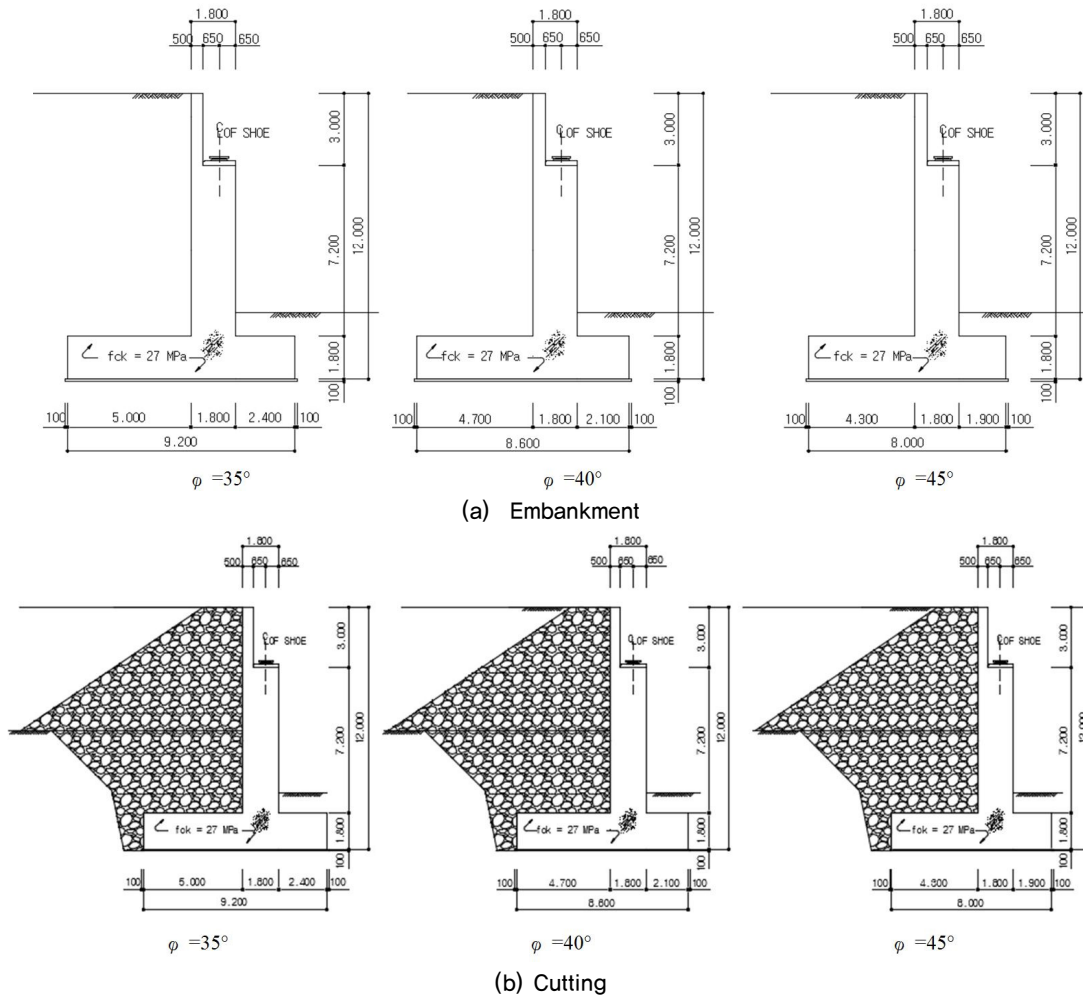 1.800 1.800 1.800
500 650 650 500 650 650 500 650 650
℄OF SHOE ℄OF SHOE ℄OF SHOE
3.000 3.000 3.000
7.200 12.000 7.200 12.000 7.200 12.000
fck = 27 MPa fck = 27 MPa fck = 27 MPa
1.800 1.800 1.800
100 100 100
100 5.000 1.800 2.400 100 100 4.700 1.800 2.100 100 100 4.300 1.800 1.900 100
9.200 8.600 8.000
φ =35° φ =40° φ =45°
(a) Embankment
1.800 1.800 1.800
500 650 650 500 650 650 500 650 650
℄OF SHOE ℄OF SHOE ℄OF SHOE
3.000 3.000 3.000
7.200 12.000 7.200 12.000 7.200 12.000
fck = 27 MPa fck = 27 MPa fck = 27 MPa
1.800 1.800 1.800
100 100 100
100 5.000 1.800 2.400 100 100 4.700 1.800 2.100 100 100 4.300 1.800 1.900 100
9.200 8.600 8.000
φ =35° φ =40° φ =45°
(b) Cutting